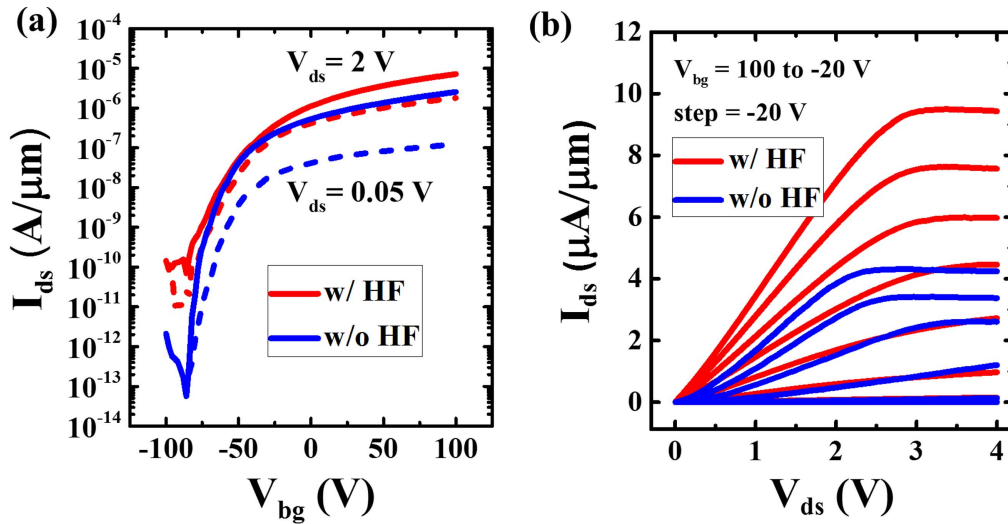 (a)
10⁻⁴
10⁻⁵
10⁻⁶
10⁻⁷
10⁻⁸
10⁻⁹
10⁻¹⁰
10⁻¹¹
10⁻¹²
10⁻¹³
10⁻¹⁴
I_ds (A/μm)
V_ds = 2 V
V_ds = 0.05 V
w/ HF
w/o HF
-100 -50 0 50 100
V_bg (V)
(b)
12
10
8
6
4
2
0
I_ds (μA/μm)
V_bg = 100 to -20 V
step = -20 V
w/ HF
w/o HF
0 1 2 3 4
V_ds (V)